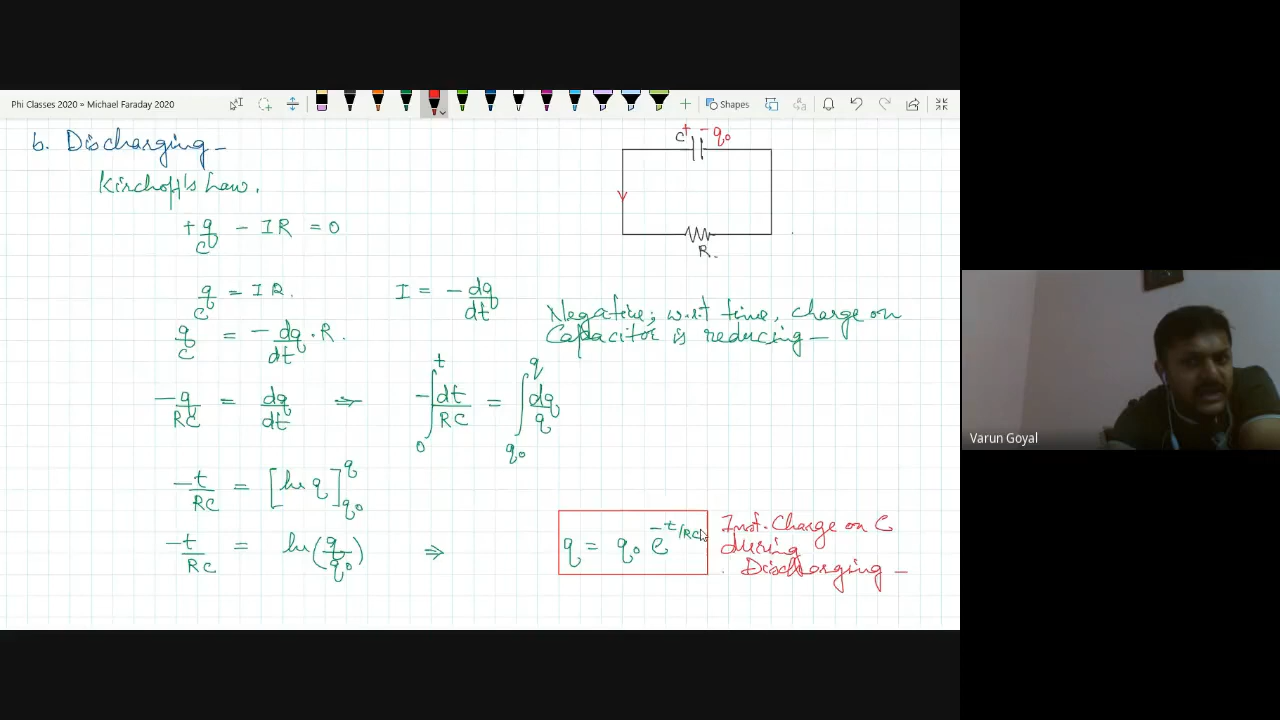 Phi Classes 2020 » Michael Faraday 2020
Shapes
b. Discharging –
Kirchoff's Law.
+q/C - IR = 0
q/C = IR.
I = -dq/dt
Negative; w.r.t time, charge on
Capacitor is reducing –
q/C = -dq/dt · R.
-q/RC = dq/dt ⇒ -∫₀ᵗ dt/RC = ∫_q₀^q dq/q
-t/RC = [ln q]_q₀^q
-t/RC = ln(q/q₀) ⇒
q = q₀ e^-t/RC
Inst. Charge on C
during
Discharging –
C + - q₀
R.
Varun Goyal